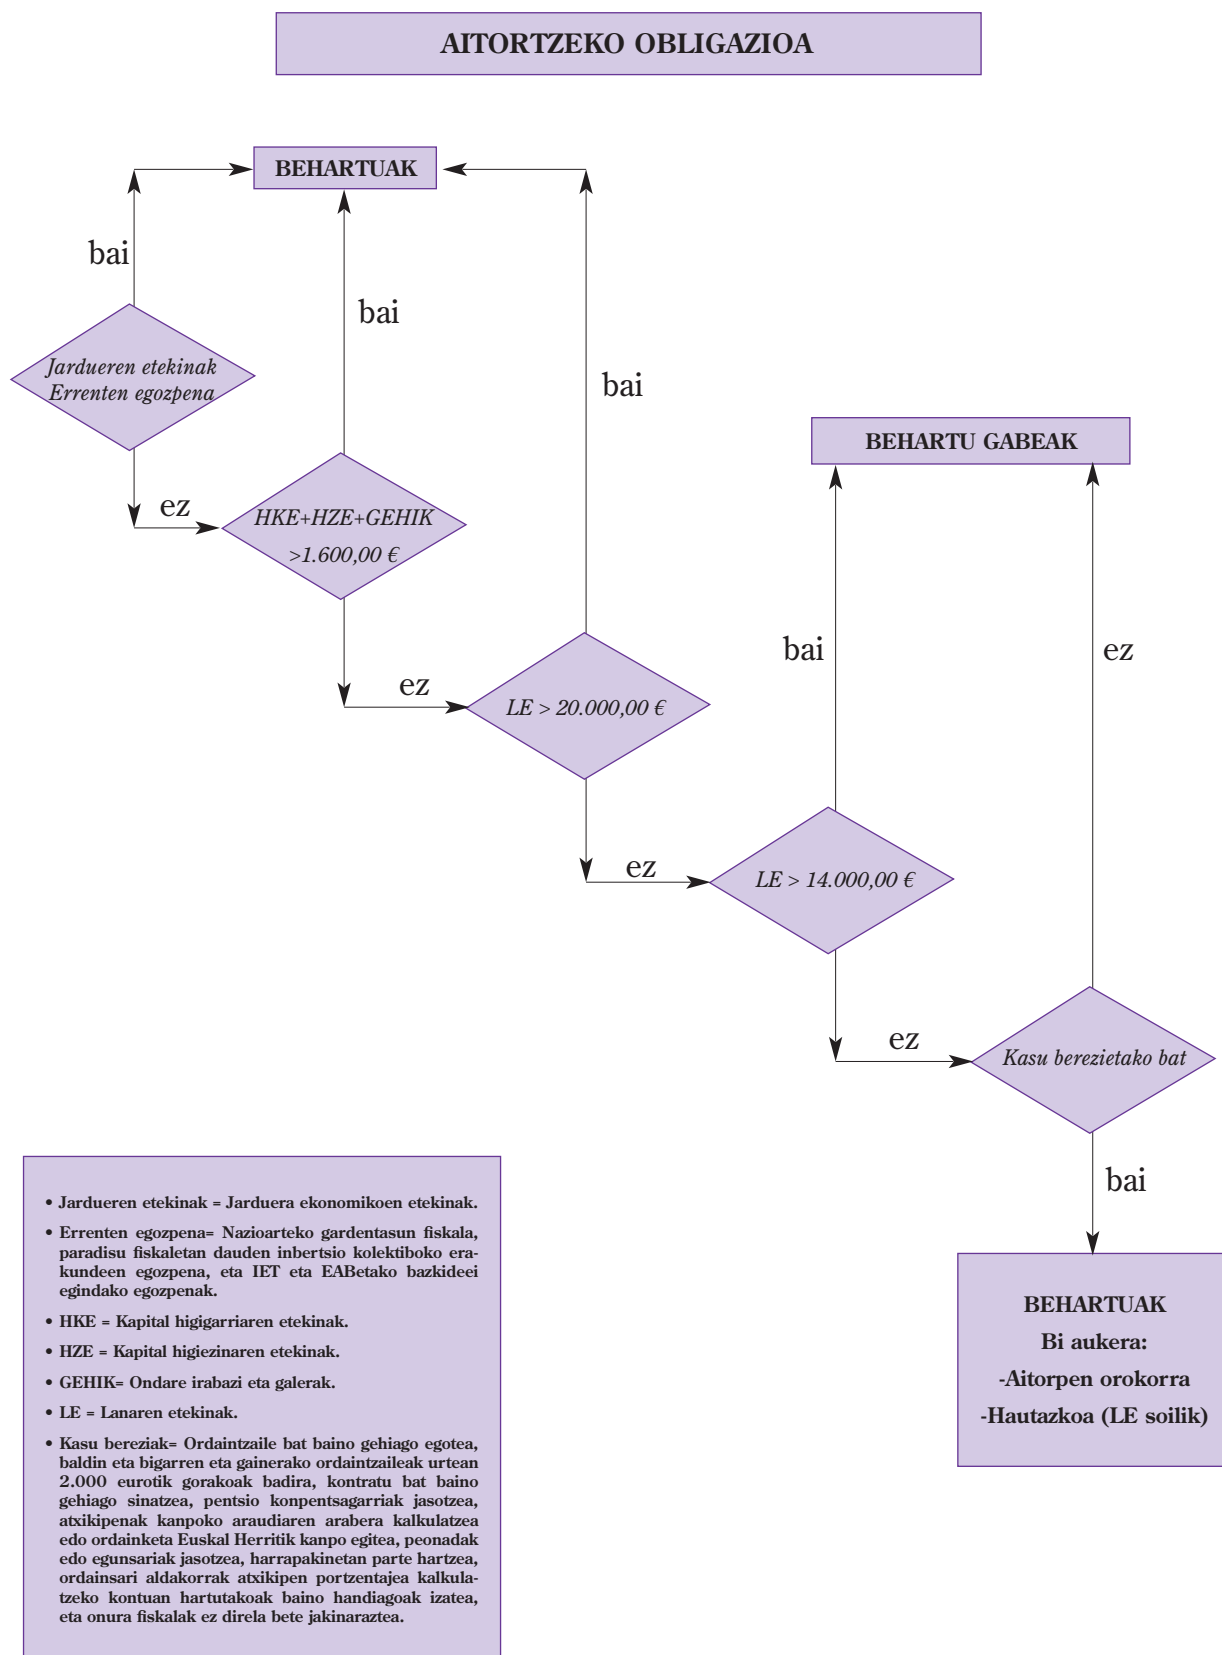 AITORTZEKO OBLIGAZIOA
BEHARTUAK
bai
bai
bai
Jardueren etekinak
Errenten egozpena
BEHARTU GABEAK
ez
HKE+HZE+GEHIK
>1.600,00 €
bai
ez
ez
LE > 20.000,00 €
ez
LE > 14.000,00 €
ez
Kasu berezietako bat
bai
• Jardueren etekinak = Jarduera ekonomikoen etekinak.
• Errenten egozpena= Nazioarteko gardentasun fiskala,
paradisu fiskaletan dauden inbertsio kolektiboko era-
kundeen egozpena, eta IET eta EABetako bazkideei
egindako egozpenak.
• HKE = Kapital higigarriaren etekinak.
• HZE = Kapital higiezinaren etekinak.
• GEHIK= Ondare irabazi eta galerak.
• LE = Lanaren etekinak.
• Kasu bereziak= Ordaintzaile bat baino gehiago egotea,
baldin eta bigarren eta gainerako ordaintzaileak urtean
2.000 eurotik gorakoak badira, kontratu bat baino
gehiago sinatzea, pentsio konpentsagarriak jasotzea,
atxikipenak kanpoko araudiaren arabera kalkulatzea
edo ordainketa Euskal Herritik kanpo egitea, peonadak
edo egunsariak jasotzea, harrapakinetan parte hartzea,
ordainsari aldakorrak atxikipen portzentajea kalkula-
tzeko kontuan hartutakoak baino handiagoak izatea,
eta onura fiskalak ez direla bete jakinaraztea.
BEHARTUAK
Bi aukera:
-Aitorpen orokorra
-Hautazkoa (LE soilik)